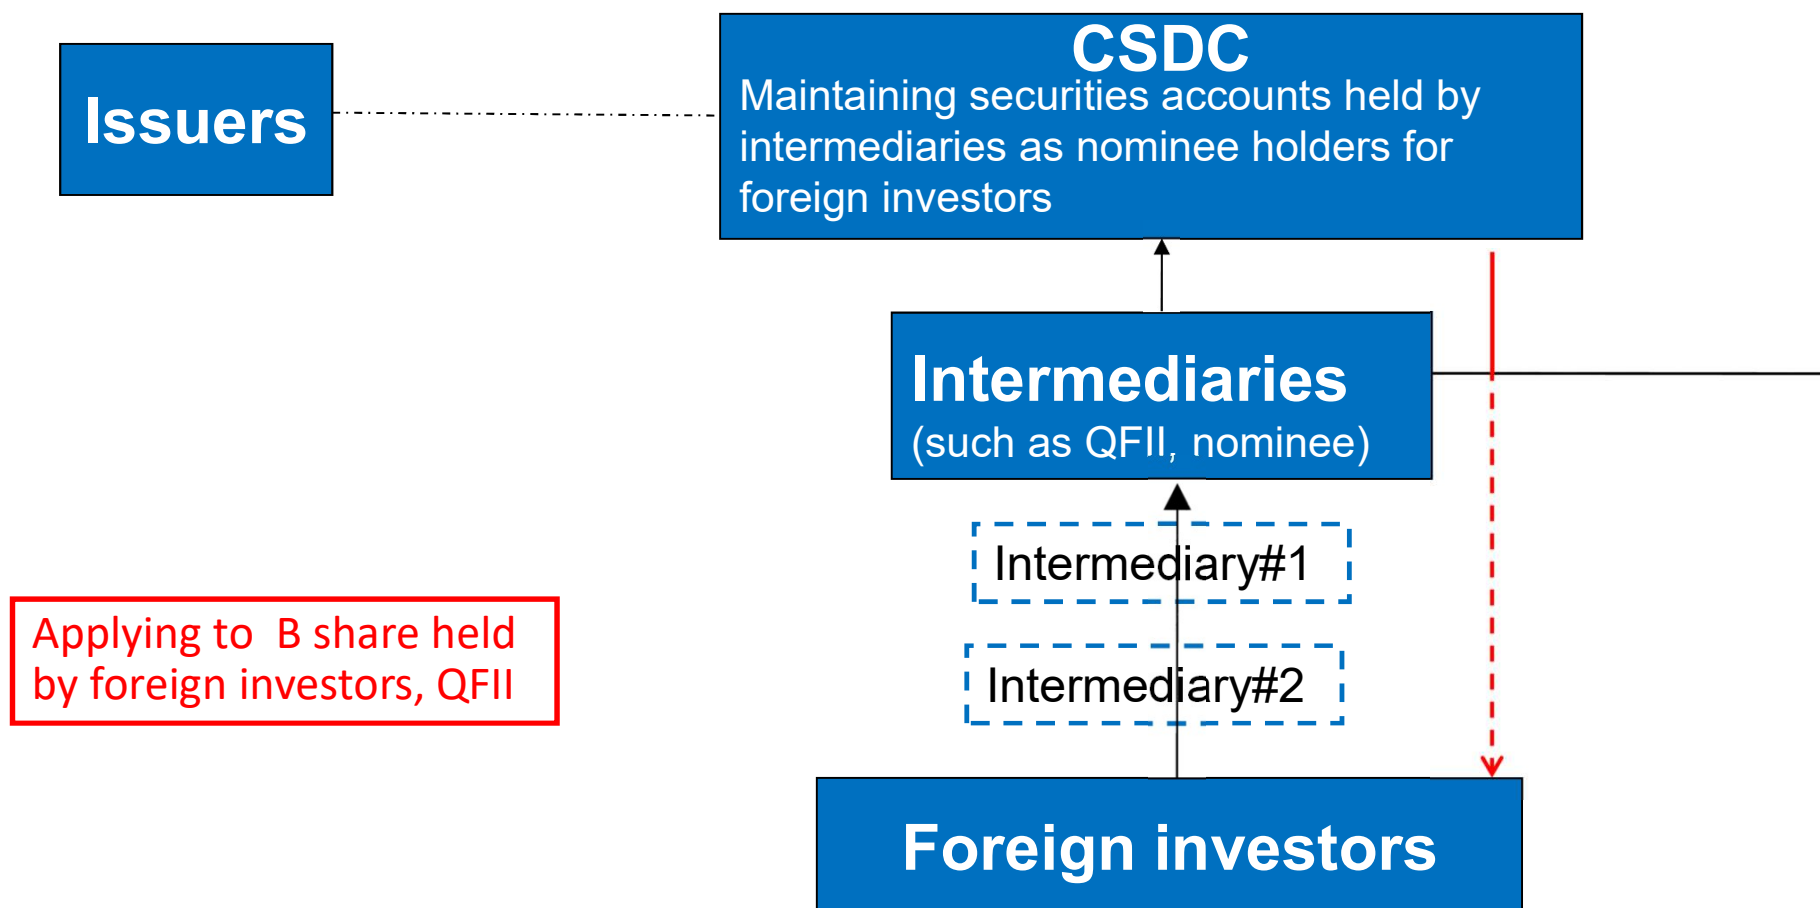 Issuers
CSDC
Maintaining securities accounts held by
intermediaries as nominee holders for
foreign investors
Intermediaries
(such as QFII, nominee)
Intermediary#1
Applying to B share held
by foreign investors, QFII
Intermediary#2
Foreign investors